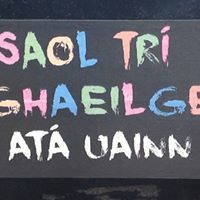 SAOL TRÍ
GHAEILGE
ATÁ UAINN